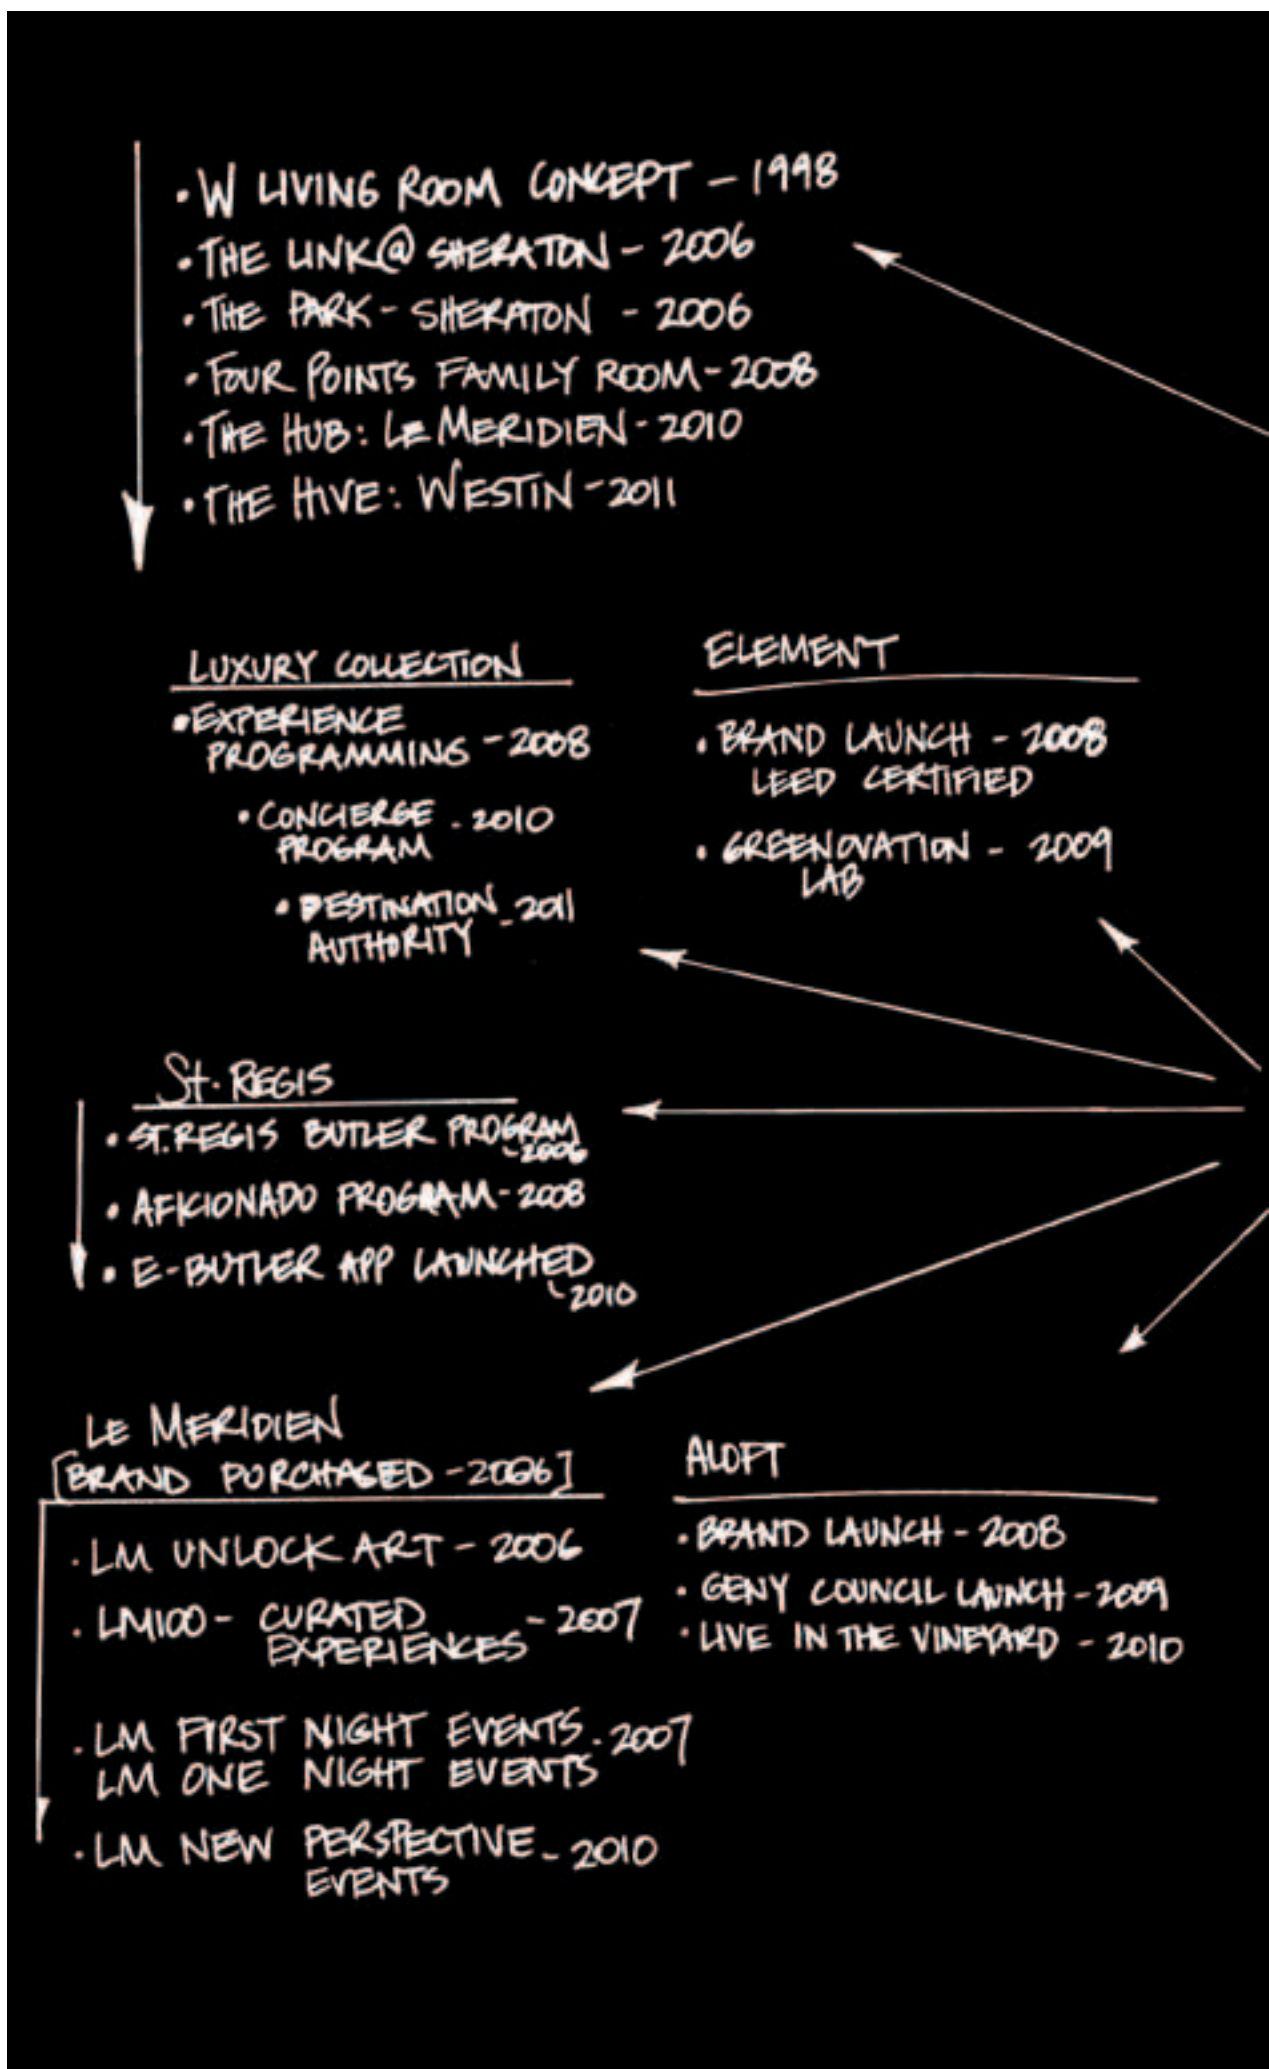 • W LIVING ROOM CONCEPT - 1998
• THE LINK@ SHERATON - 2006
• THE PARK - SHERATON - 2006
• FOUR POINTS FAMILY ROOM - 2008
• THE HUB: LE MERIDIEN - 2010
• THE HIVE: WESTIN - 2011
LUXURY COLLECTION
• EXPERIENCE
PROGRAMMING - 2008
• CONCIERGE - 2010
PROGRAM
• DESTINATION - 2011
AUTHORITY
ELEMENT
• BRAND LAUNCH - 2008
LEED CERTIFIED
• GREENOVATION - 2009
LAB
St. REGIS
• ST. REGIS BUTLER PROGRAM
- 2006
• AFICIONADO PROGRAM - 2008
• E-BUTLER APP LAUNCHED
- 2010
LE MERIDIEN
[BRAND PURCHASED - 2006]
• LM UNLOCK ART - 2006
• LM100 - CURATED - 2007
EXPERIENCES
• LM FIRST NIGHT EVENTS - 2007
LM ONE NIGHT EVENTS
• LM NEW PERSPECTIVE - 2010
EVENTS
ALOFT
• BRAND LAUNCH - 2008
• GENY COUNCIL LAUNCH - 2009
• LIVE IN THE VINEYARD - 2010